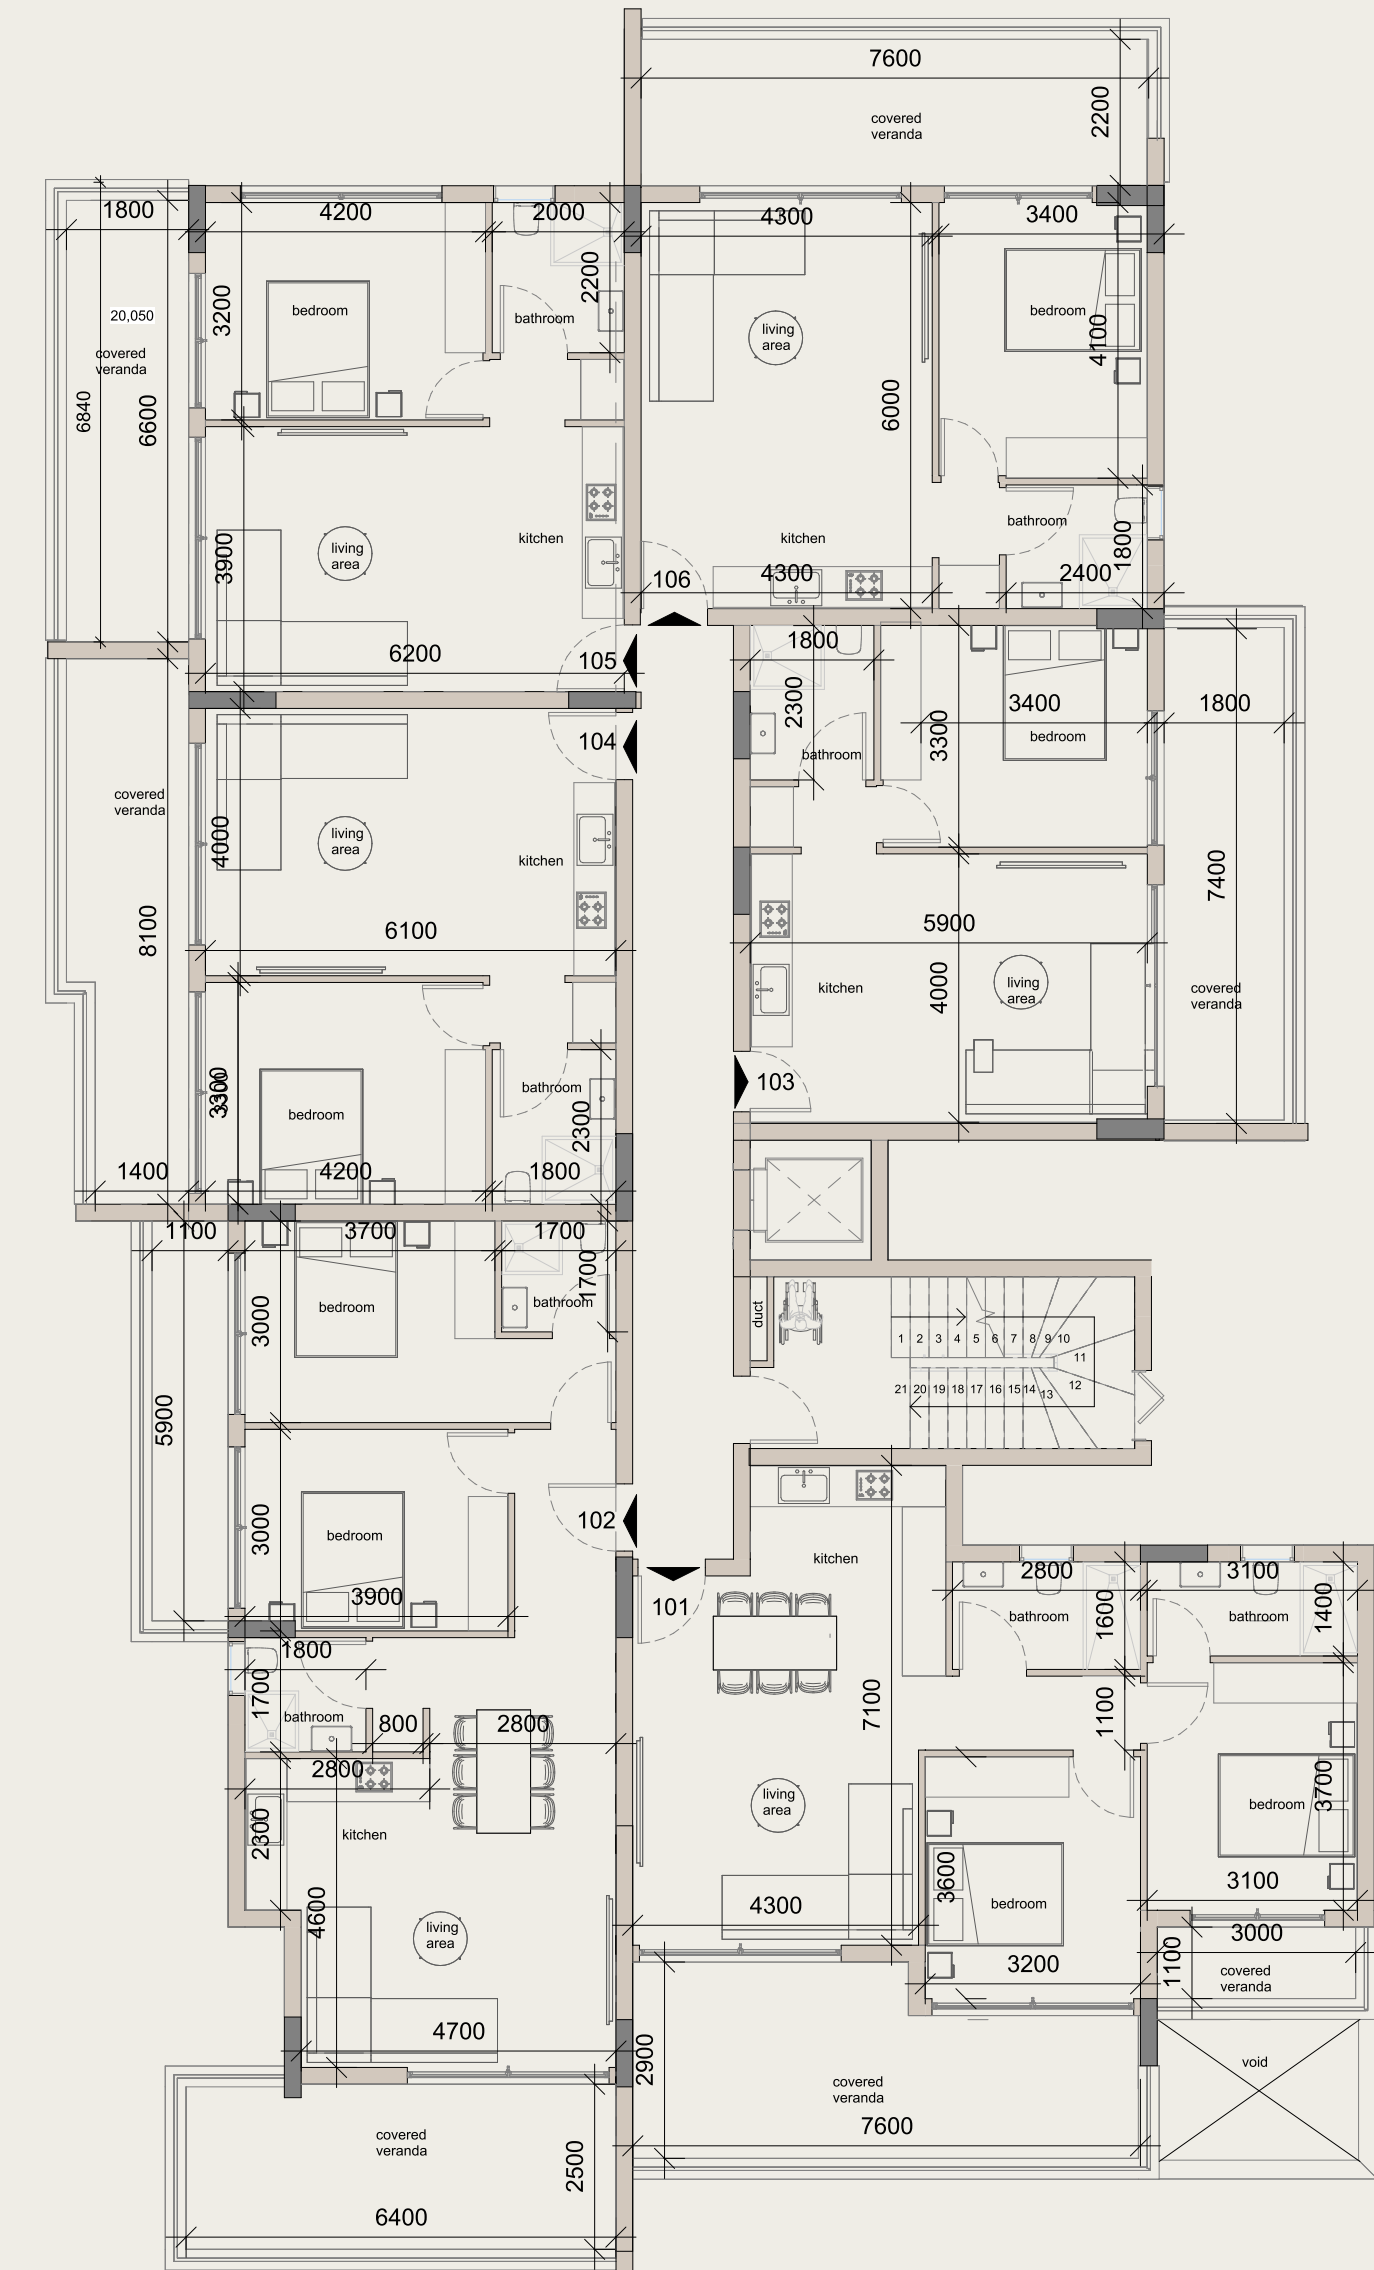 7600
2200
covered
veranda
1800
4200
2000
4300
3400
3200
2200
20,050
bedroom
bathroom
living
area
bedroom
4100
covered
veranda
6840
6600
6000
3900
living
area
kitchen
kitchen
bathroom
1800
106
4300
2400
6200
105
1800
104
2300
3300
3400
bedroom
1800
bathroom
covered
veranda
4000
living
area
kitchen
7400
8100
6100
5900
4000
kitchen
living
area
covered
veranda
3300
3300
bedroom
bathroom
2300
103
1400
4200
1800
1100
3700
1700
1700
3000
bedroom
bathroom
duct
1 2 3 4 5 6 7 8 9 10
11
12
21 20 19 18 17 16 15 14 13
5900
3000
bedroom
102
3900
kitchen
101
2800
3100
bathroom
1600
bathroom
1400
1800
1700
bathroom
800
2800
7100
1100
2800
2300
kitchen
living
area
bedroom
3700
4600
living
area
4300
3600
bedroom
3100
3000
1100
covered
veranda
3200
4700
2900
void
covered
veranda
7600
covered
veranda
2500
6400